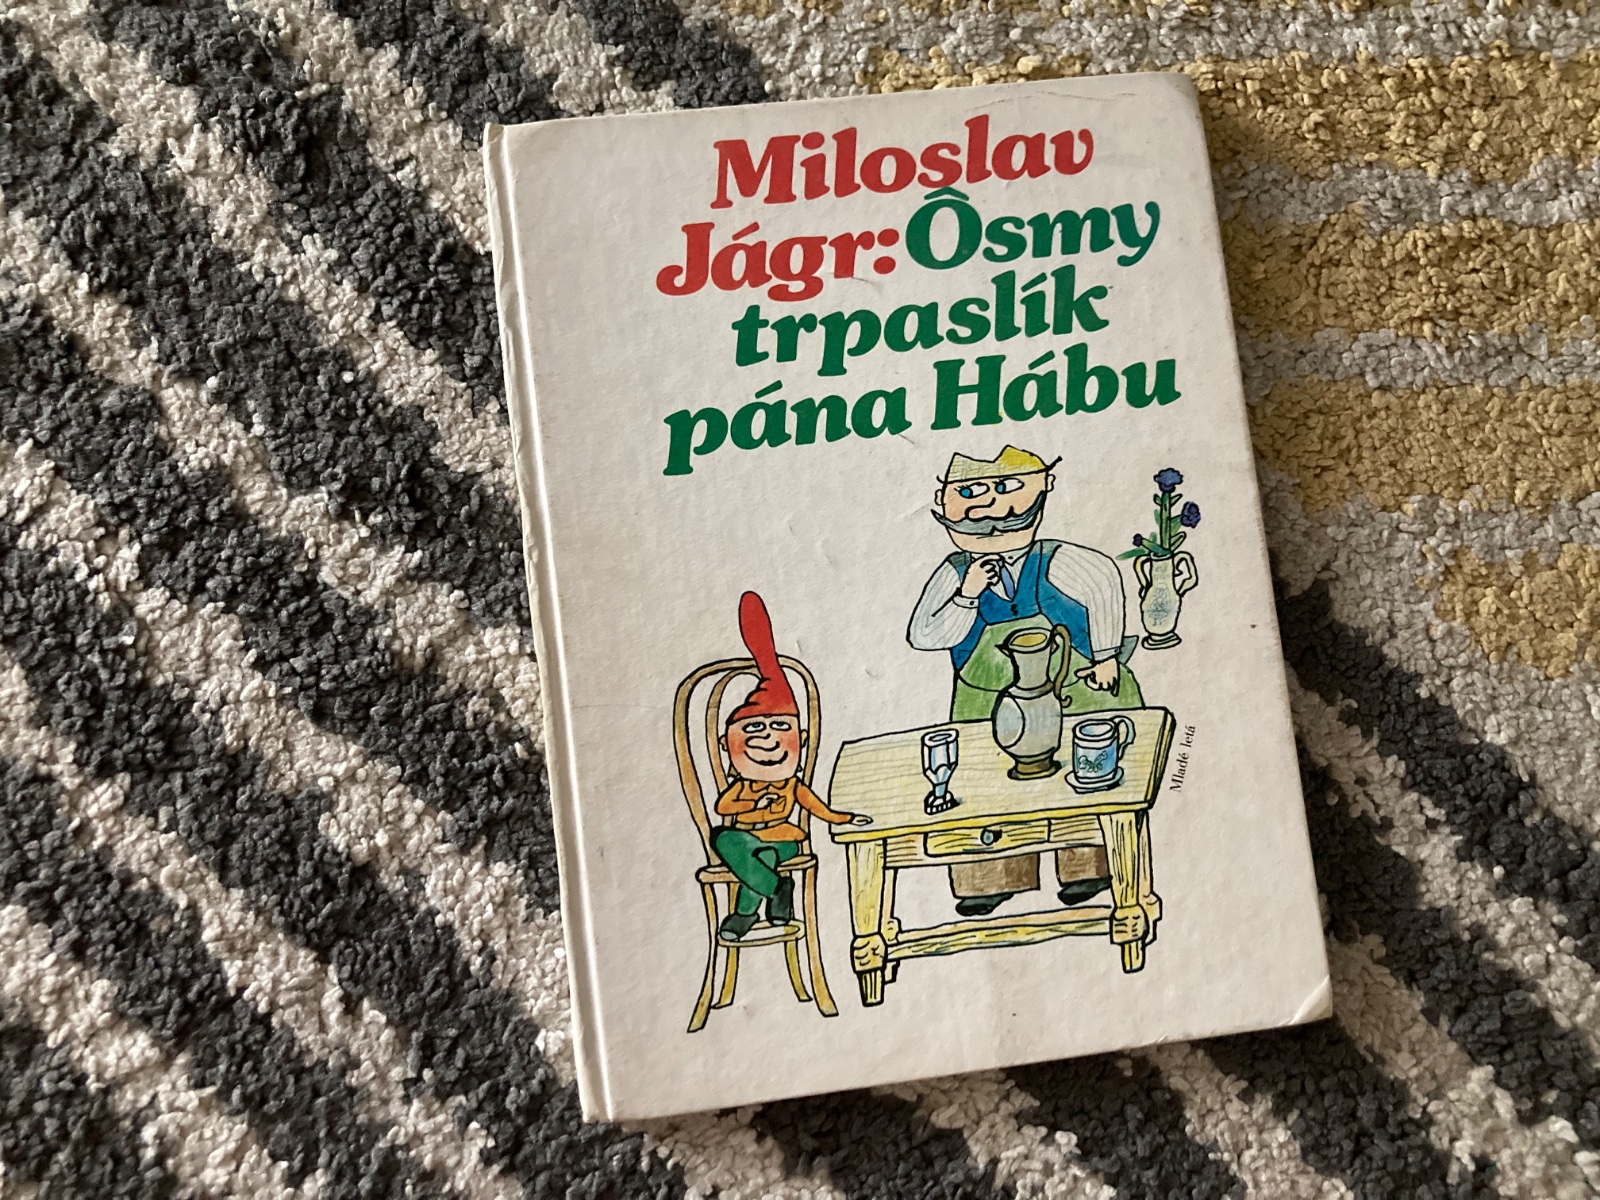 Miloslav
Jágr: Ôsmy
trpaslík
pána Hábu
Mladé letá